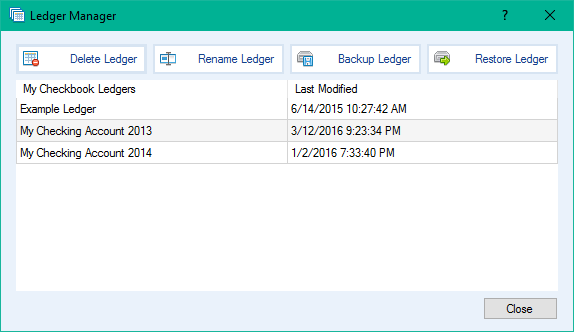 Ledger Manager ?
Delete Ledger Rename Ledger Backup Ledger Restore Ledger
My Checkbook Ledgers Last Modified
Example Ledger 6/14/2015 10:27:42 AM
My Checking Account 2013 3/12/2016 9:23:34 PM
My Checking Account 2014 1/2/2016 7:33:40 PM
Close